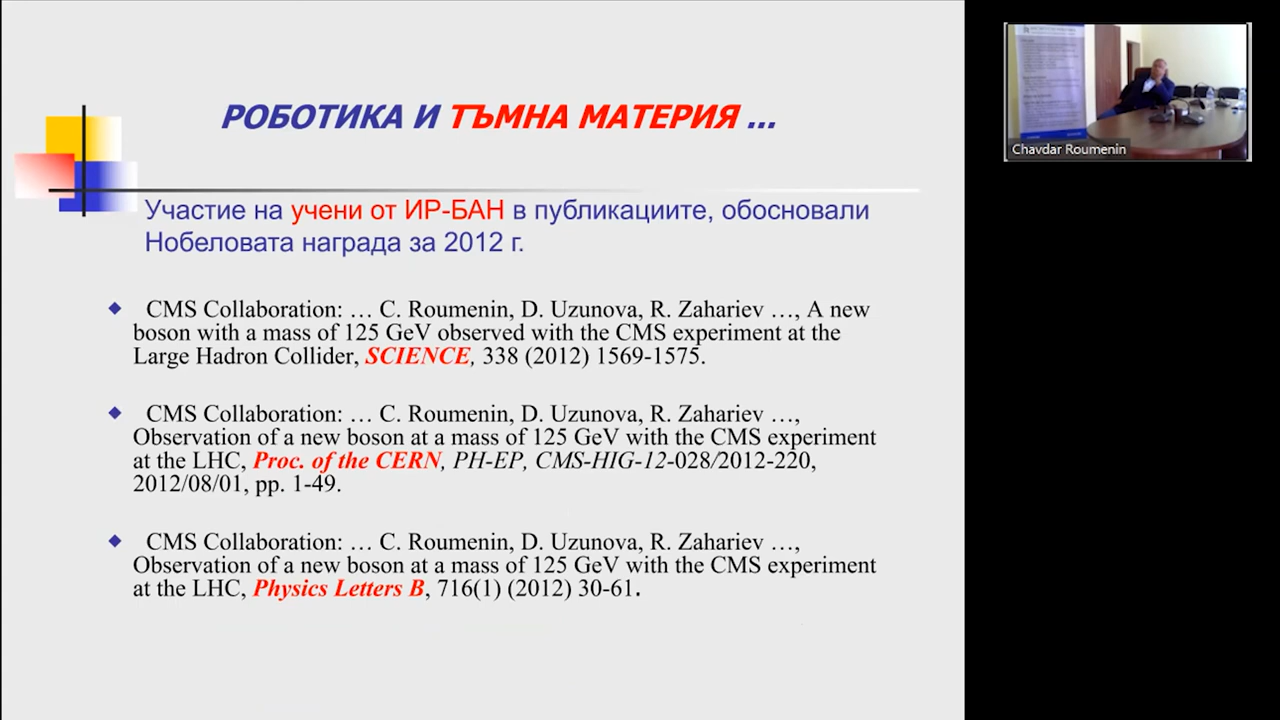 РОБОТИКА И ТЪМНА МАТЕРИЯ ...
Участие на учени от ИР-БАН в публикациите, обосновали
Нобеловата награда за 2012 г.
CMS Collaboration: … C. Roumenin, D. Uzunova, R. Zahariev …, A new
boson with a mass of 125 GeV observed with the CMS experiment at the
Large Hadron Collider, SCIENCE, 338 (2012) 1569-1575.
CMS Collaboration: … C. Roumenin, D. Uzunova, R. Zahariev …,
Observation of a new boson at a mass of 125 GeV with the CMS experiment
at the LHC, Proc. of the CERN, PH-EP, CMS-HIG-12-028/2012-220,
2012/08/01, pp. 1-49.
CMS Collaboration: … C. Roumenin, D. Uzunova, R. Zahariev …,
Observation of a new boson at a mass of 125 GeV with the CMS experiment
at the LHC, Physics Letters B, 716(1) (2012) 30-61.
Chavdar Roumenin